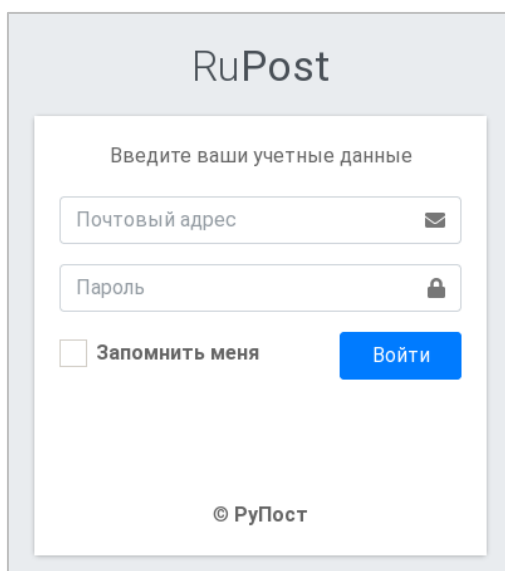 RuPost
Введите ваши учетные данные
Почтовый адрес
Пароль
Запомнить меня
Войти
© РуПост